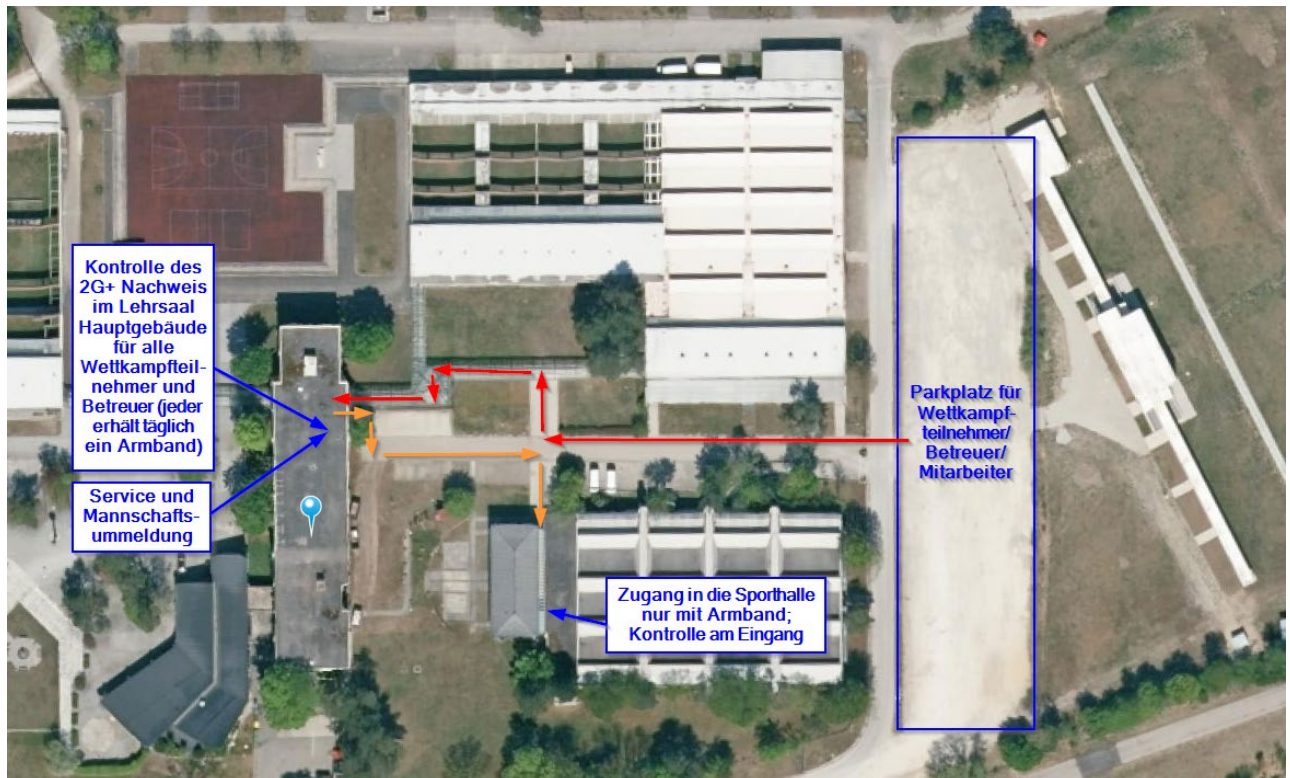 Kontrolle des
2G+ Nachweis
im Lehrsaal
Hauptgebäude
für alle
Wettkampfteil-
nehmer und
Betreuer (jeder
erhält täglich
ein Armband)
Service und
Mannschafts-
ummeldung
Zugang in die Sporthalle
nur mit Armband;
Kontrolle am Eingang
Parkplatz für
Wettkampf-
teilnehmer/
Betreuer/
Mitarbeiter